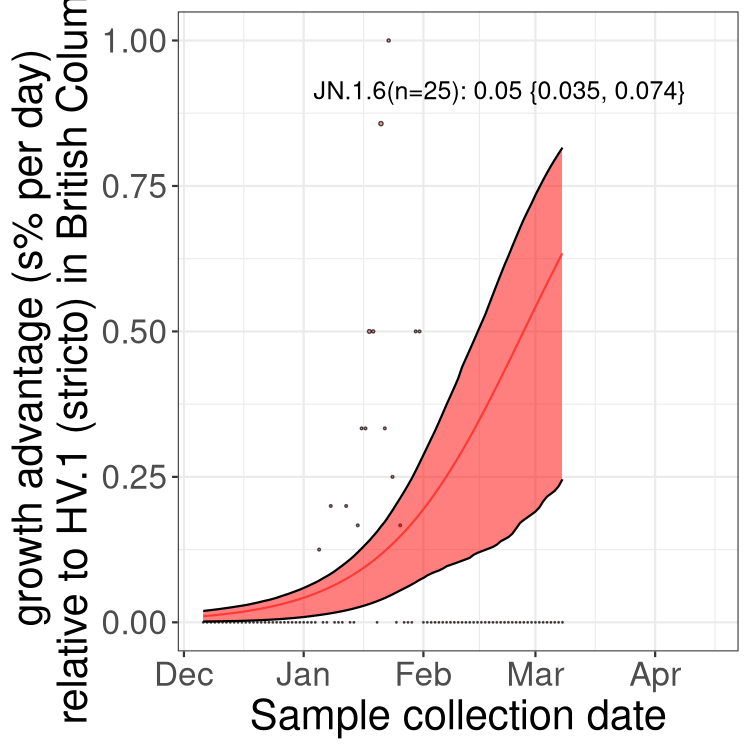 growth advantage (s% per day)
relative to HV.1 (stricto) in British Colum
1.00
0.75
0.50
0.25
0.00
JN.1.6(n=25): 0.05 {0.035, 0.074}
Dec Jan Feb Mar Apr
Sample collection date